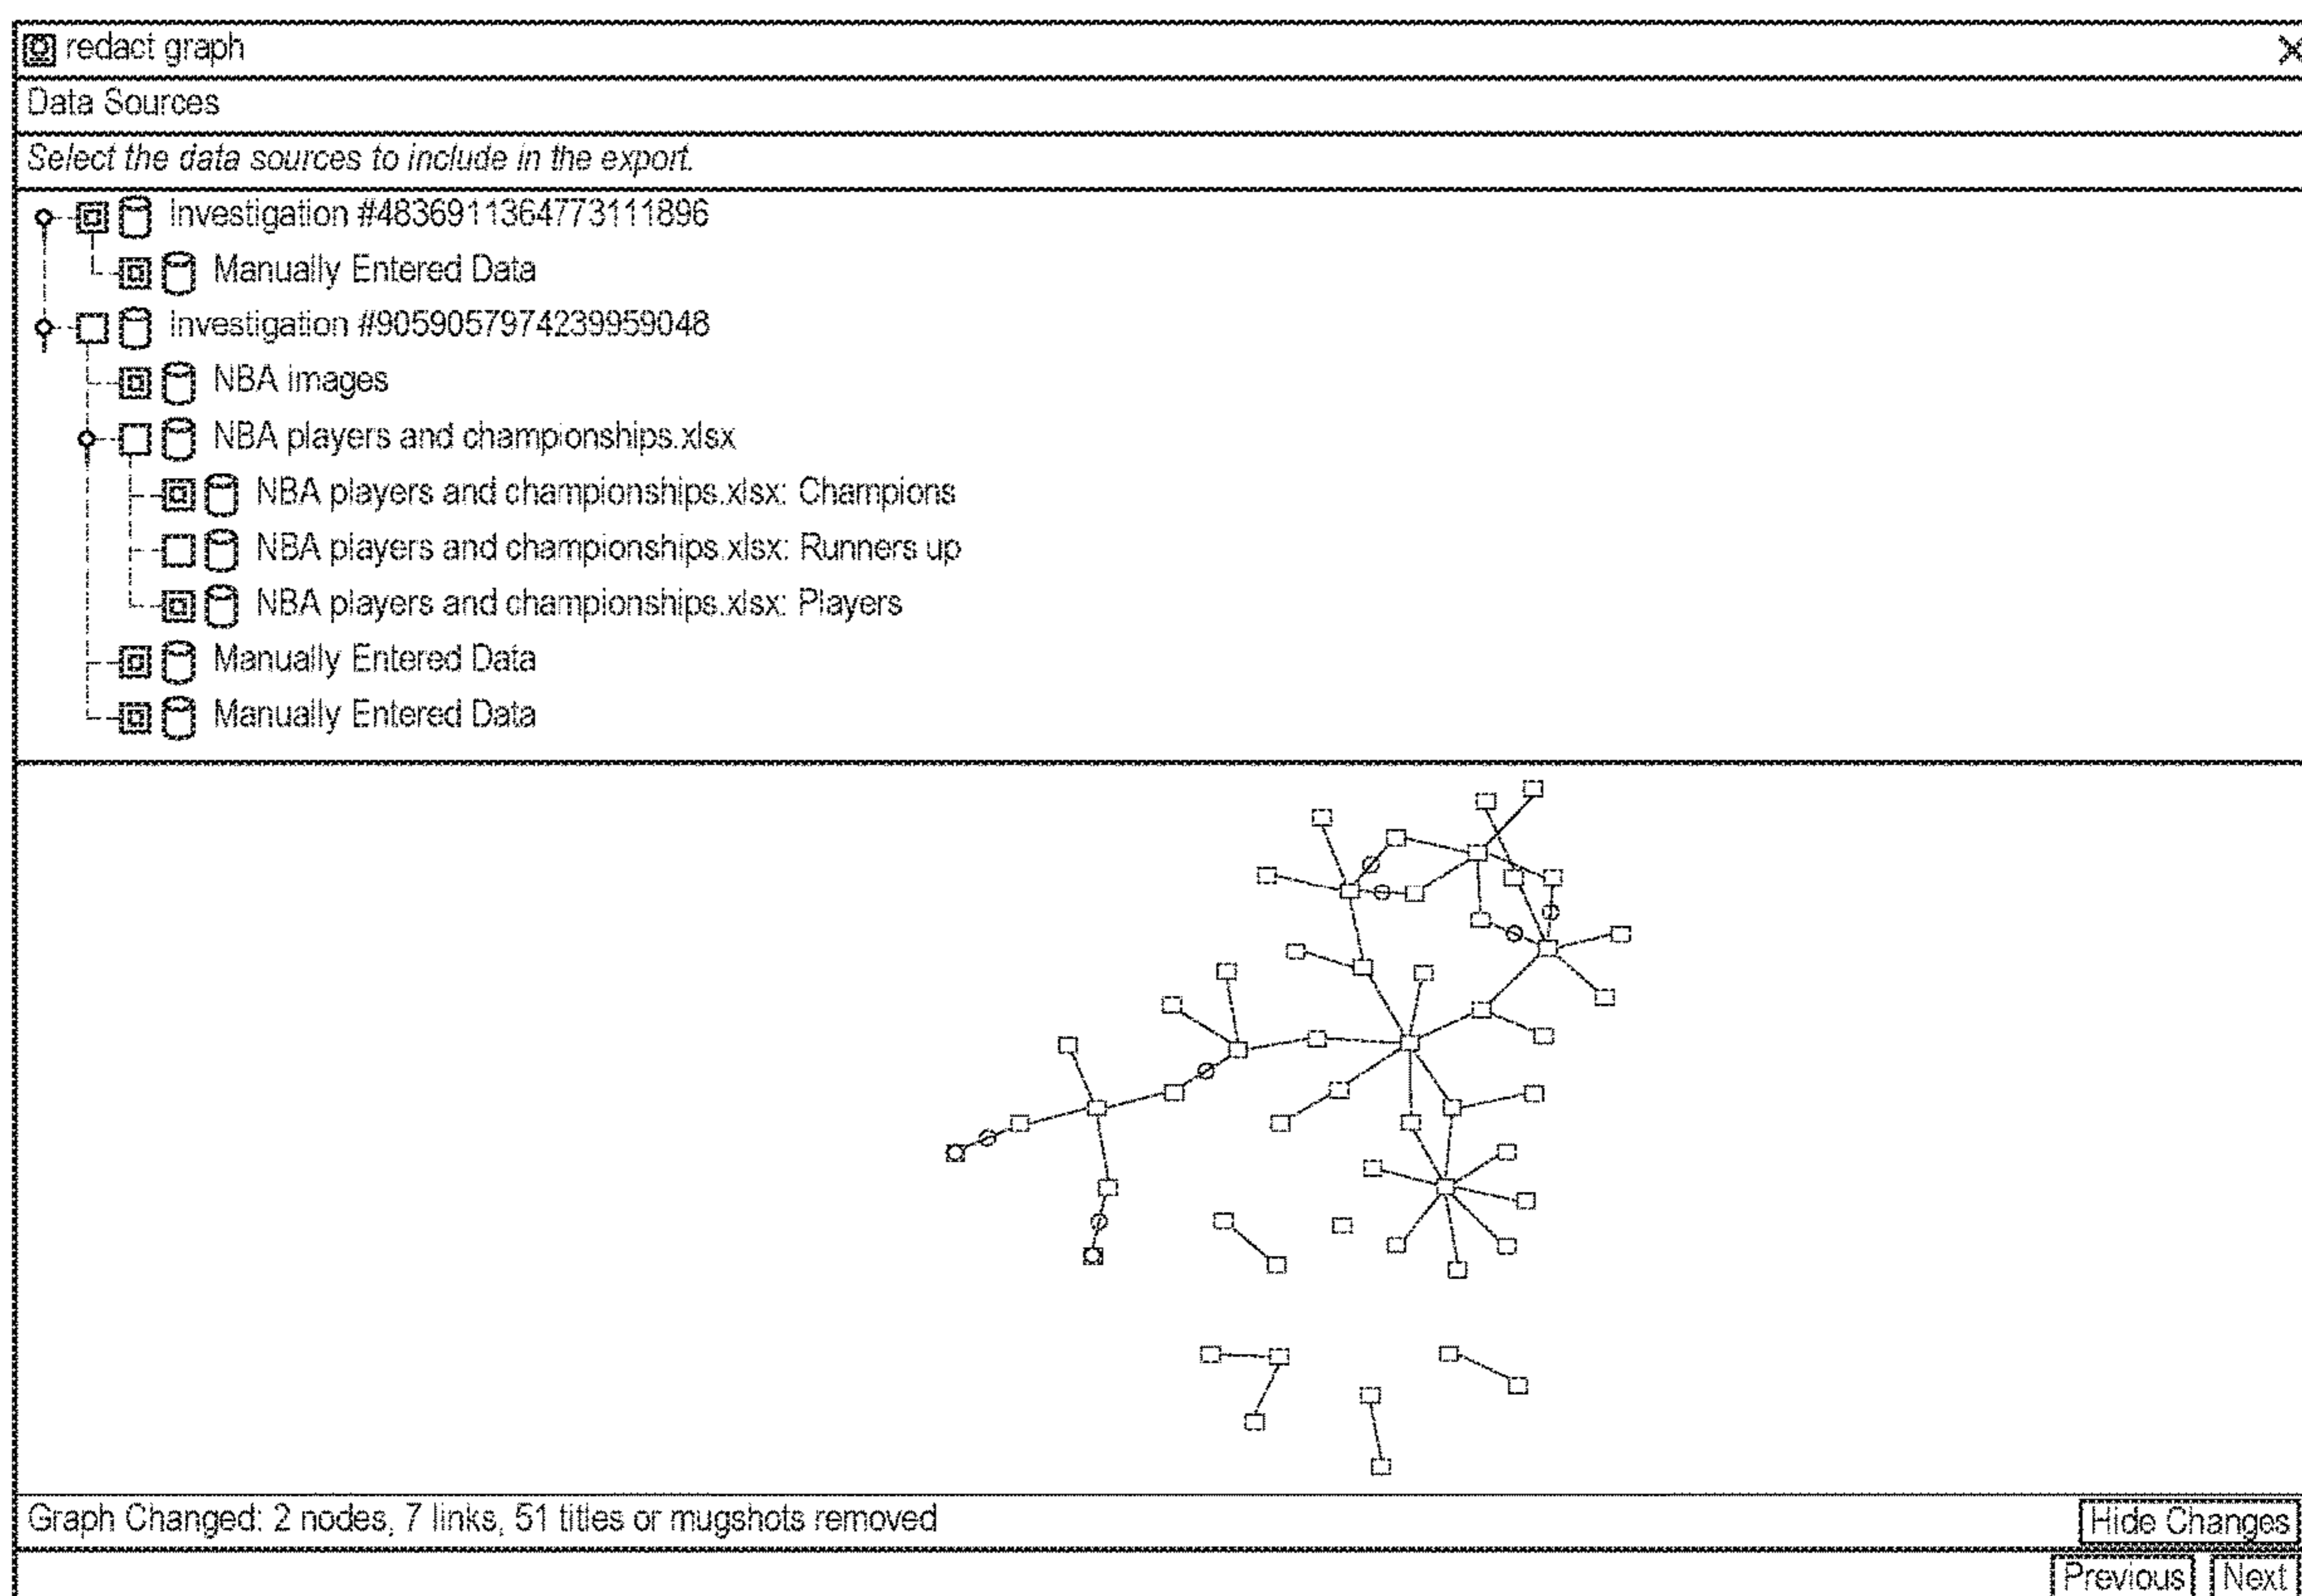 redact graph
Data Sources
Select the data sources to include in the export.
Investigation #4836911364773111896
Manually Entered Data
Investigation #9059057974239959048
NBA images
NBA players and championships.xlsx
NBA players and championships.xlsx: Champions
NBA players and championships.xlsx: Runners up
NBA players and championships.xlsx: Players
Manually Entered Data
Manually Entered Data
Graph Changed: 2 nodes, 7 links, 51 titles or mugshots removed
Hide Changes
Previous Next